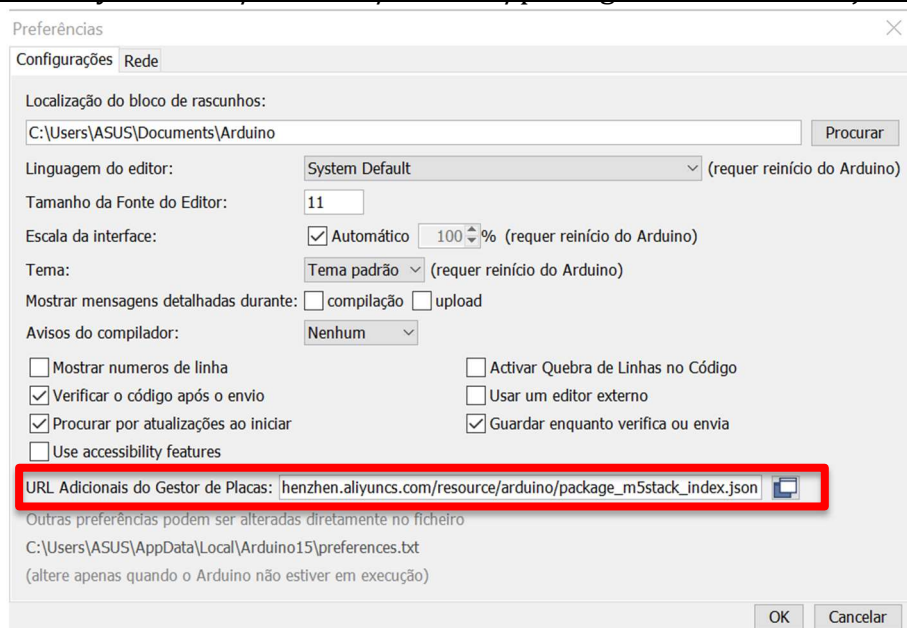 Preferências
Configurações Rede
Localização do bloco de rascunhos:
C:\Users\ASUS\Documents\Arduino Procurar
Linguagem do editor: System Default (requer reinício do Arduino)
Tamanho da Fonte do Editor: 11
Escala da interface: Automático 100 % (requer reinício do Arduino)
Tema: Tema padrão (requer reinício do Arduino)
Mostrar mensagens detalhadas durante: compilação upload
Avisos do compilador: Nenhum
Mostrar numeros de linha Activar Quebra de Linhas no Código
Verificar o código após o envio Usar um editor externo
Procurar por atualizações ao iniciar Guardar enquanto verifica ou envia
Use accessibility features
URL Adicionais do Gestor de Placas: henzhen.aliyuncs.com/resource/arduino/package_m5stack_index.json
Outras preferências podem ser alteradas diretamente no ficheiro
C:\Users\ASUS\AppData\Local\Arduino15\preferences.txt
(altere apenas quando o Arduino não estiver em execução)
OK Cancelar